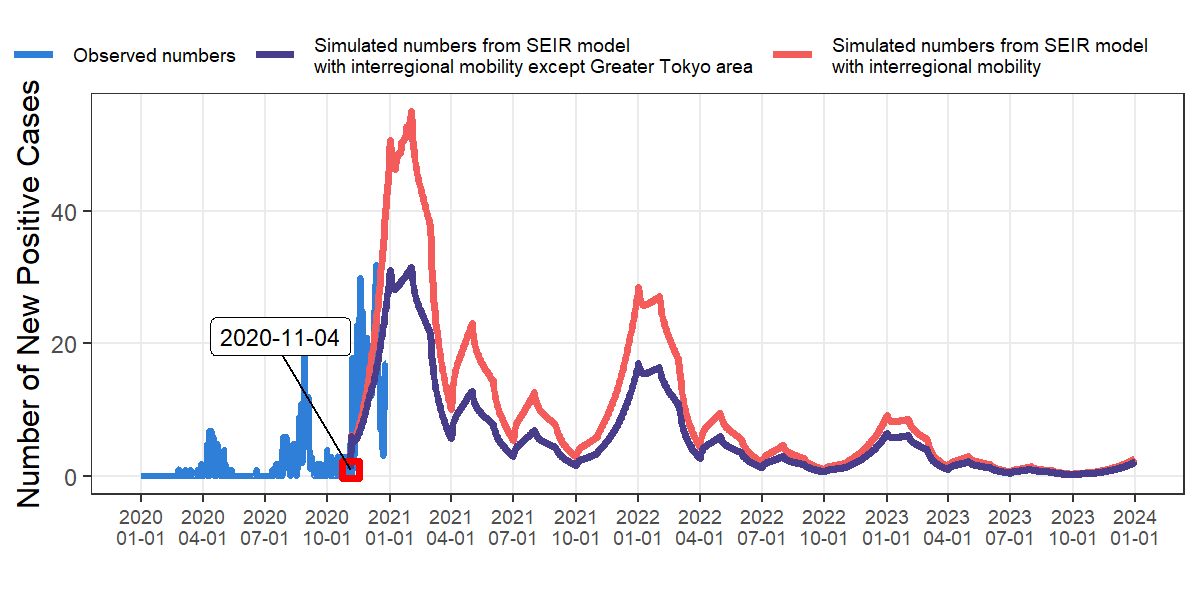 Observed numbers
Simulated numbers from SEIR model
with interregional mobility except Greater Tokyo area
Simulated numbers from SEIR model
with interregional mobility
Number of New Positive Cases
40
20
0
2020-11-04
2020 2020 2020 2020 2021 2021 2021 2021 2022 2022 2022 2022 2023 2023 2023 2023 2024
01-01 04-01 07-01 10-01 01-01 04-01 07-01 10-01 01-01 04-01 07-01 10-01 01-01 04-01 07-01 10-01 01-01